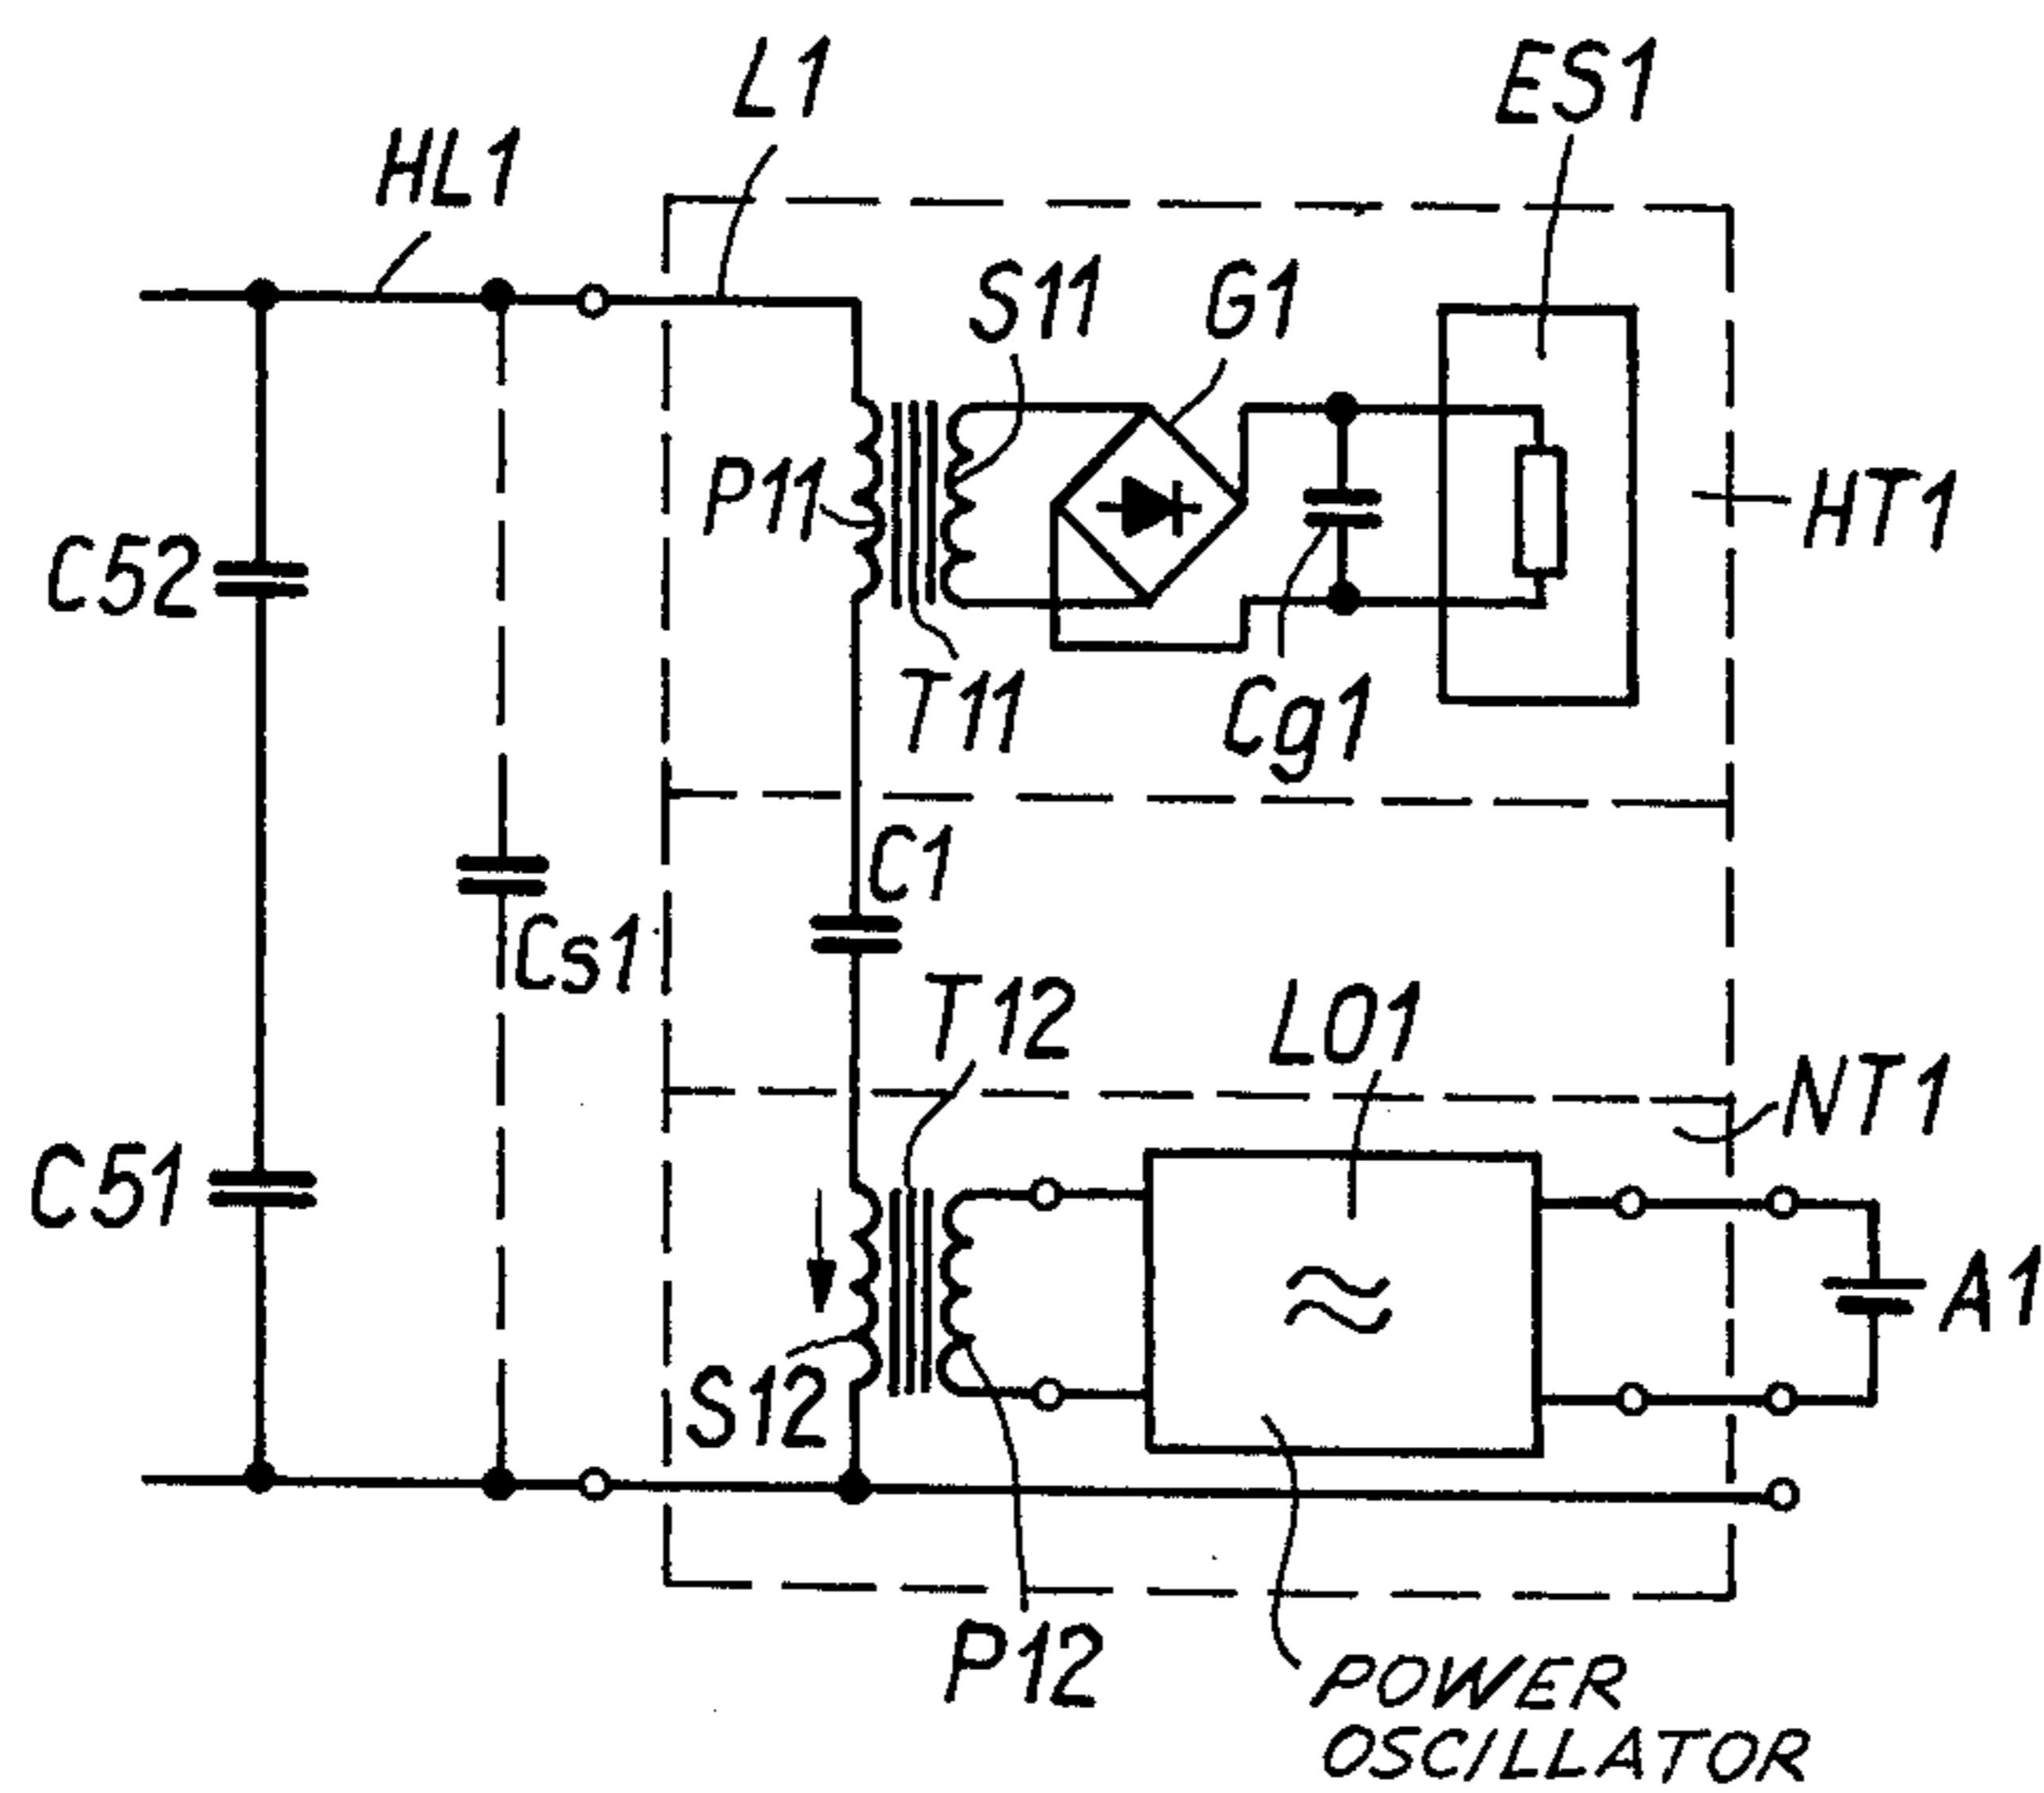 L1
ES1
HL1
S11
G1
P11
HT1
C52
T11
Cg1
C1
Cs1
T12
LO1
NT1
C51
A1
S12
P12
POWER
OSCILLATOR